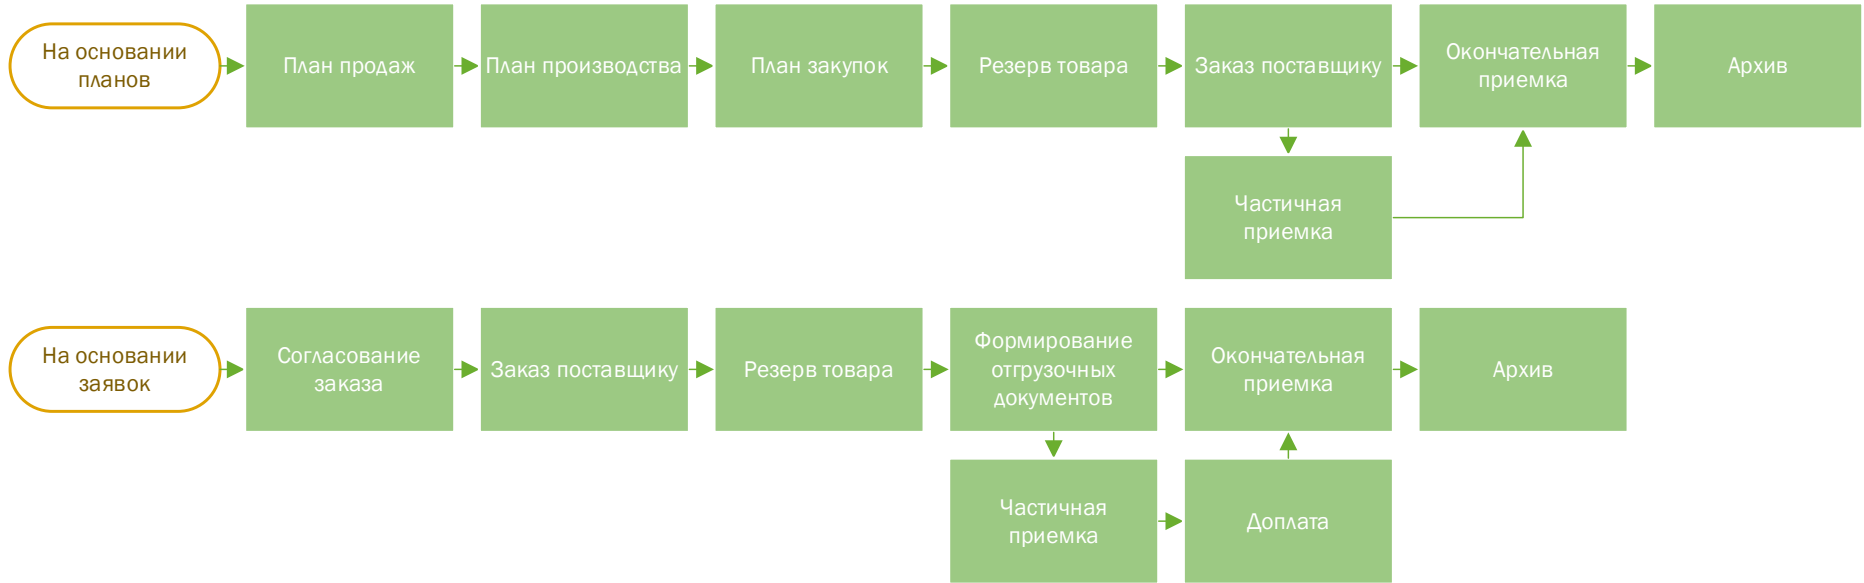 На основании
планов
План продаж
План производства
План закупок
Резерв товара
Заказ поставщику
Окончательная
приемка
Архив
Частичная
приемка
На основании
заявок
Согласование
заказа
Заказ поставщику
Резерв товара
Формирование
отгрузочных
документов
Окончательная
приемка
Архив
Частичная
приемка
Доплата